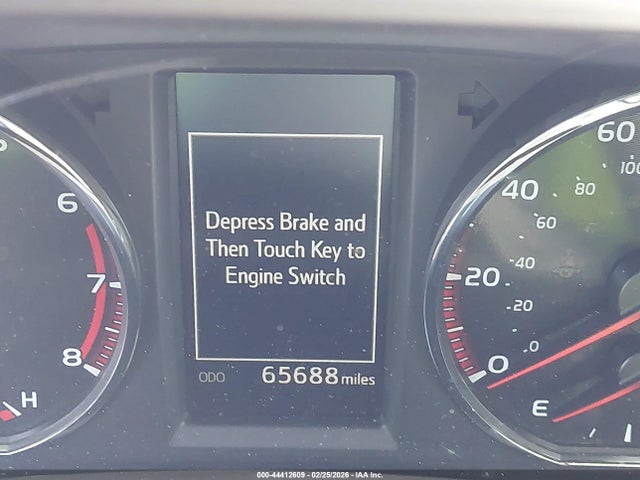 6
7
8
H
Depress Brake and
Then Touch Key to
Engine Switch
ODO 65688 miles
60
100
40
80
60
20
40
20
0
0
E
000-44412609 - 02/25/2026 - IAA Inc.